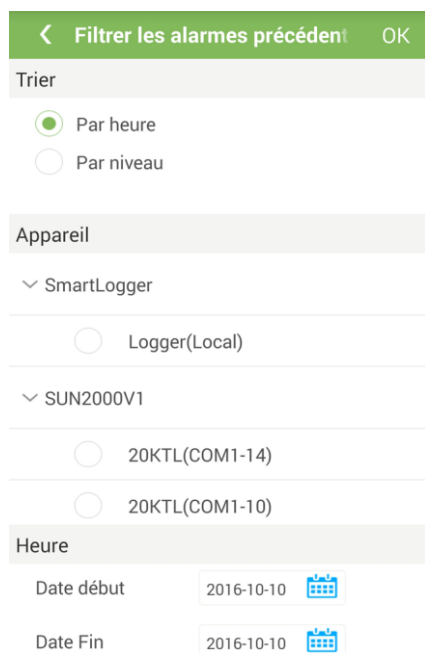 Filtrer les alarmes précédent OK
Trier
Par heure
Par niveau
Appareil
SmartLogger
Logger(Local)
SUN2000V1
20KTL(COM1-14)
20KTL(COM1-10)
Heure
Date début 2016-10-10
Date Fin 2016-10-10